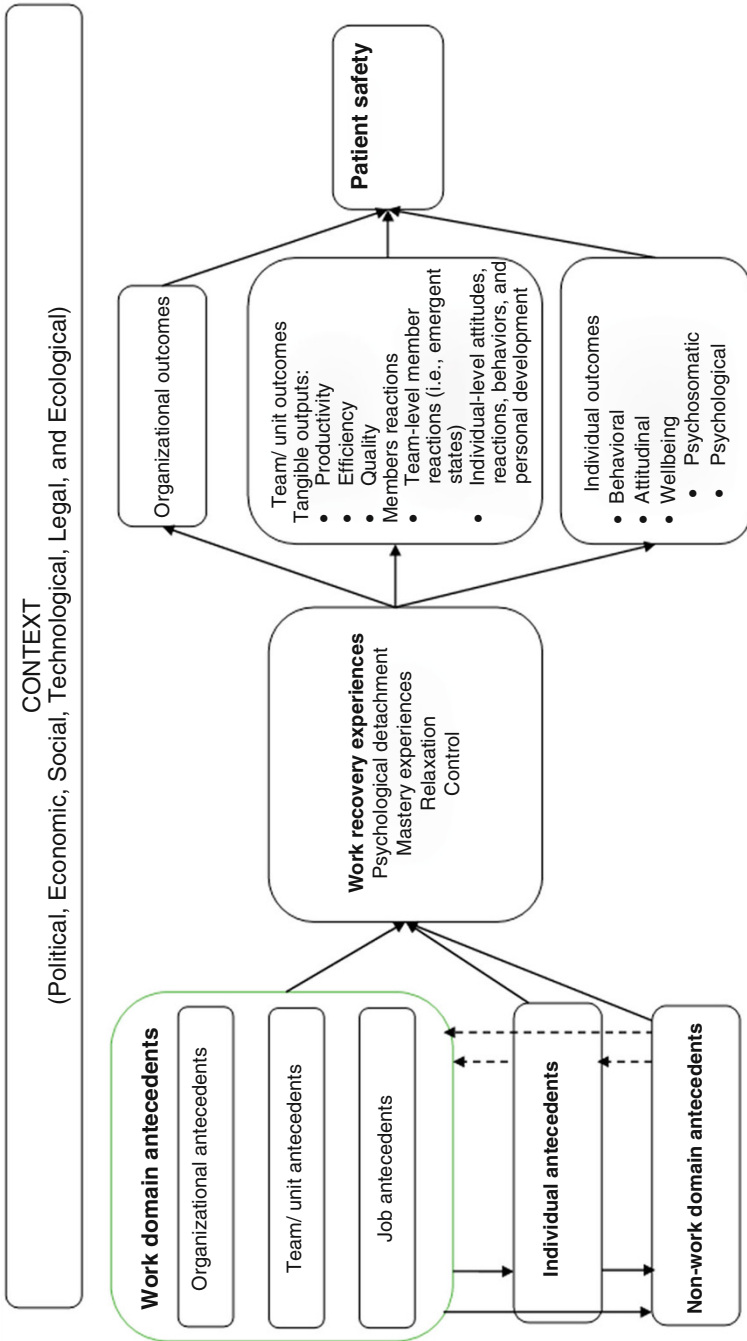 CONTEXT
(Political, Economic, Social, Technological, Legal, and Ecological)
Work domain antecedents
Organizational antecedents
Team/ unit antecedents
Job antecedents
Individual antecedents
Non-work domain antecedents
Work recovery experiences
Psychological detachment
Mastery experiences
Relaxation
Control
Organizational outcomes
Team/ unit outcomes
Tangible outputs:
• Productivity
• Efficiency
• Quality
Members reactions
• Team-level member
reactions (i.e., emergent
states)
• Individual-level attitudes,
reactions, behaviors, and
personal development
Individual outcomes
• Behavioral
• Attitudinal
• Wellbeing
• Psychosomatic
• Psychological
Patient safety